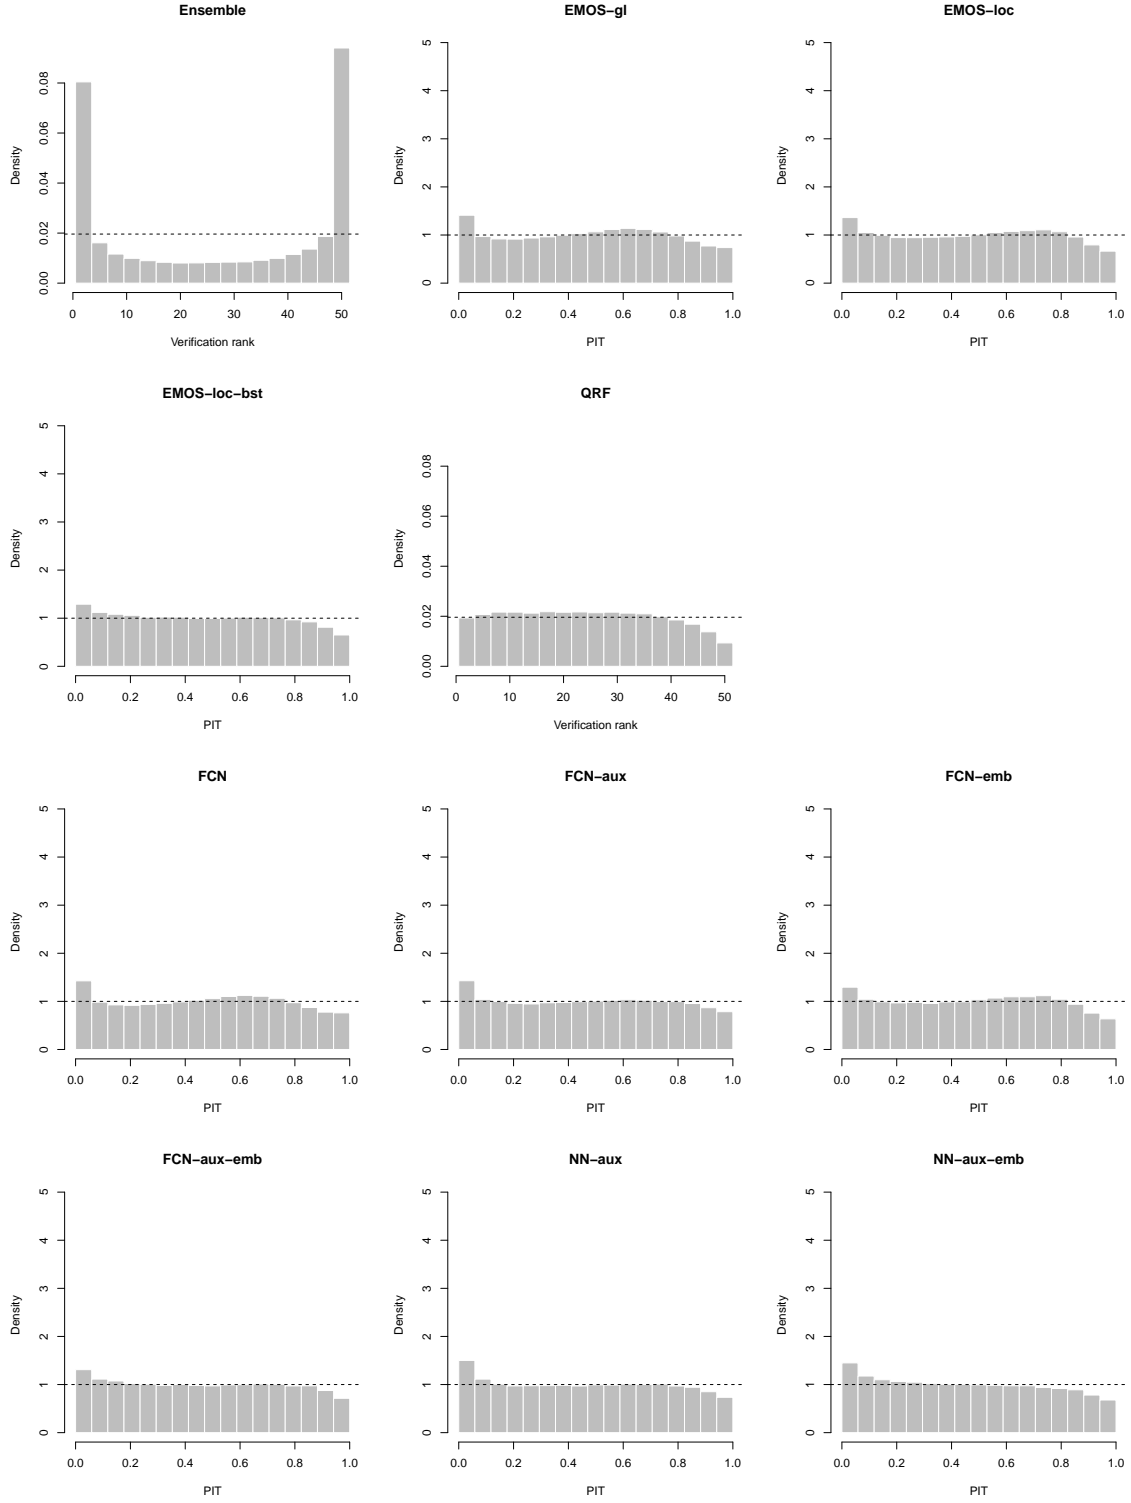 Ensemble
Density
0.00 0.02 0.04 0.06 0.08
0 10 20 30 40 50
Verification rank
EMOS−gl
Density
0 1 2 3 4 5
0.0 0.2 0.4 0.6 0.8 1.0
PIT
EMOS−loc
Density
0 1 2 3 4 5
0.0 0.2 0.4 0.6 0.8 1.0
PIT
EMOS−loc−bst
Density
0 1 2 3 4 5
0.0 0.2 0.4 0.6 0.8 1.0
PIT
QRF
Density
0.00 0.02 0.04 0.06 0.08
0 10 20 30 40 50
Verification rank
FCN
Density
0 1 2 3 4 5
0.0 0.2 0.4 0.6 0.8 1.0
PIT
FCN−aux
Density
0 1 2 3 4 5
0.0 0.2 0.4 0.6 0.8 1.0
PIT
FCN−emb
Density
0 1 2 3 4 5
0.0 0.2 0.4 0.6 0.8 1.0
PIT
FCN−aux−emb
Density
0 1 2 3 4 5
0.0 0.2 0.4 0.6 0.8 1.0
PIT
NN−aux
Density
0 1 2 3 4 5
0.0 0.2 0.4 0.6 0.8 1.0
PIT
NN−aux−emb
Density
0 1 2 3 4 5
0.0 0.2 0.4 0.6 0.8 1.0
PIT